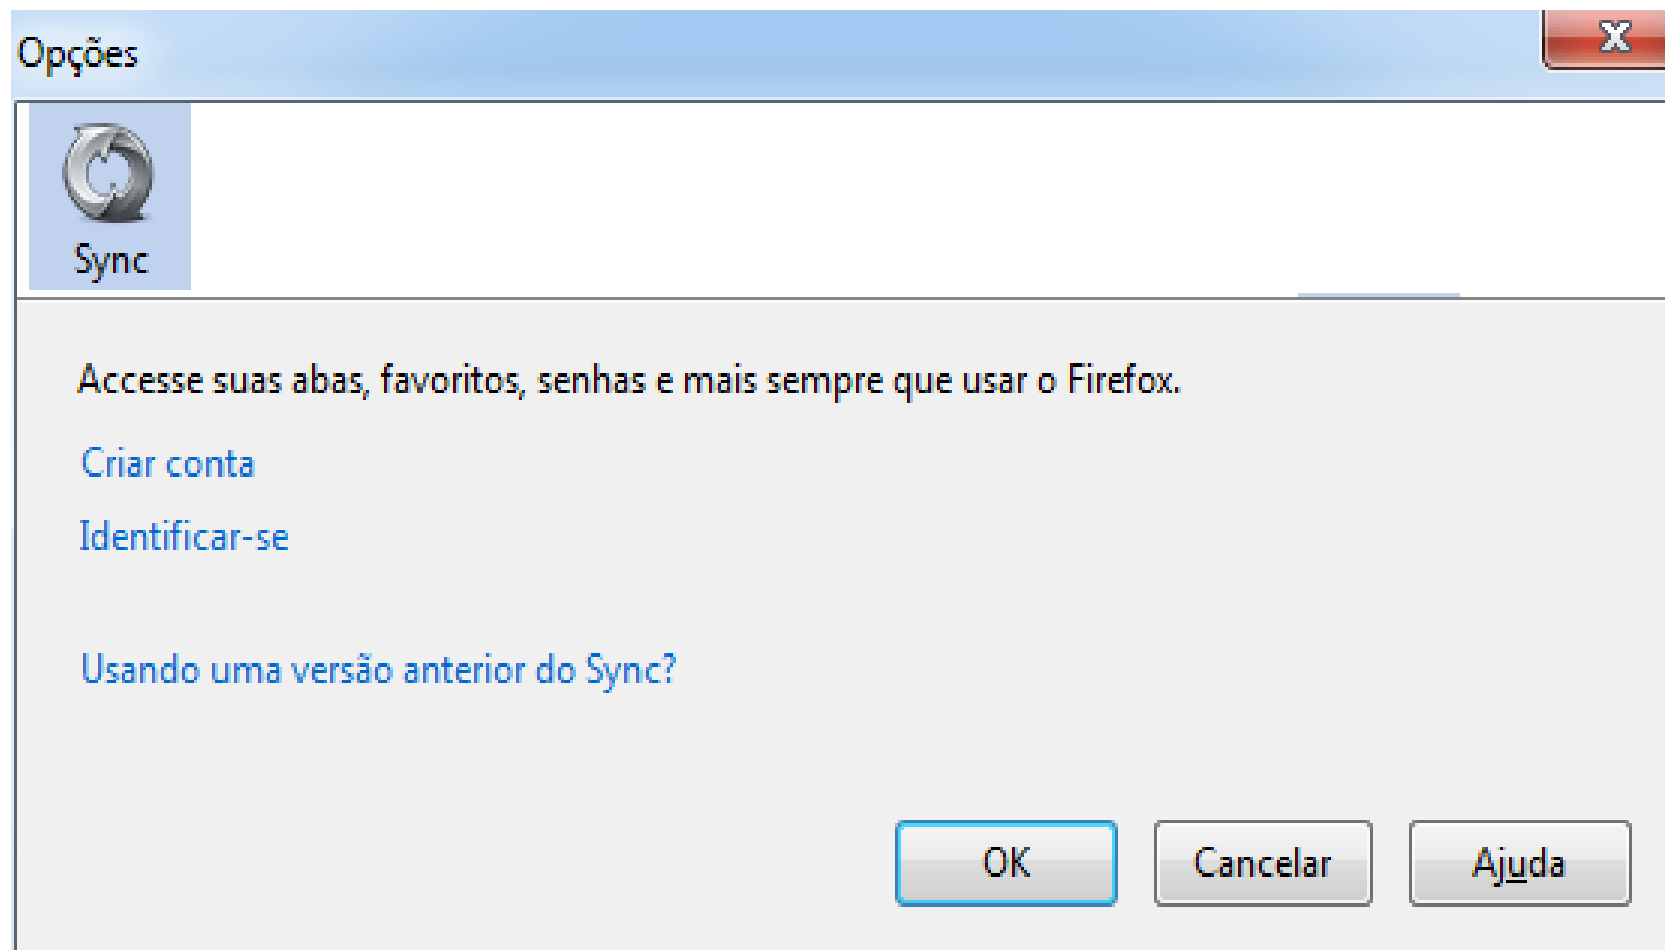 Opções
Sync
Accesse suas abas, favoritos, senhas e mais sempre que usar o Firefox.
Criar conta
Identificar-se
Usando uma versão anterior do Sync?
OK
Cancelar
Ajuda